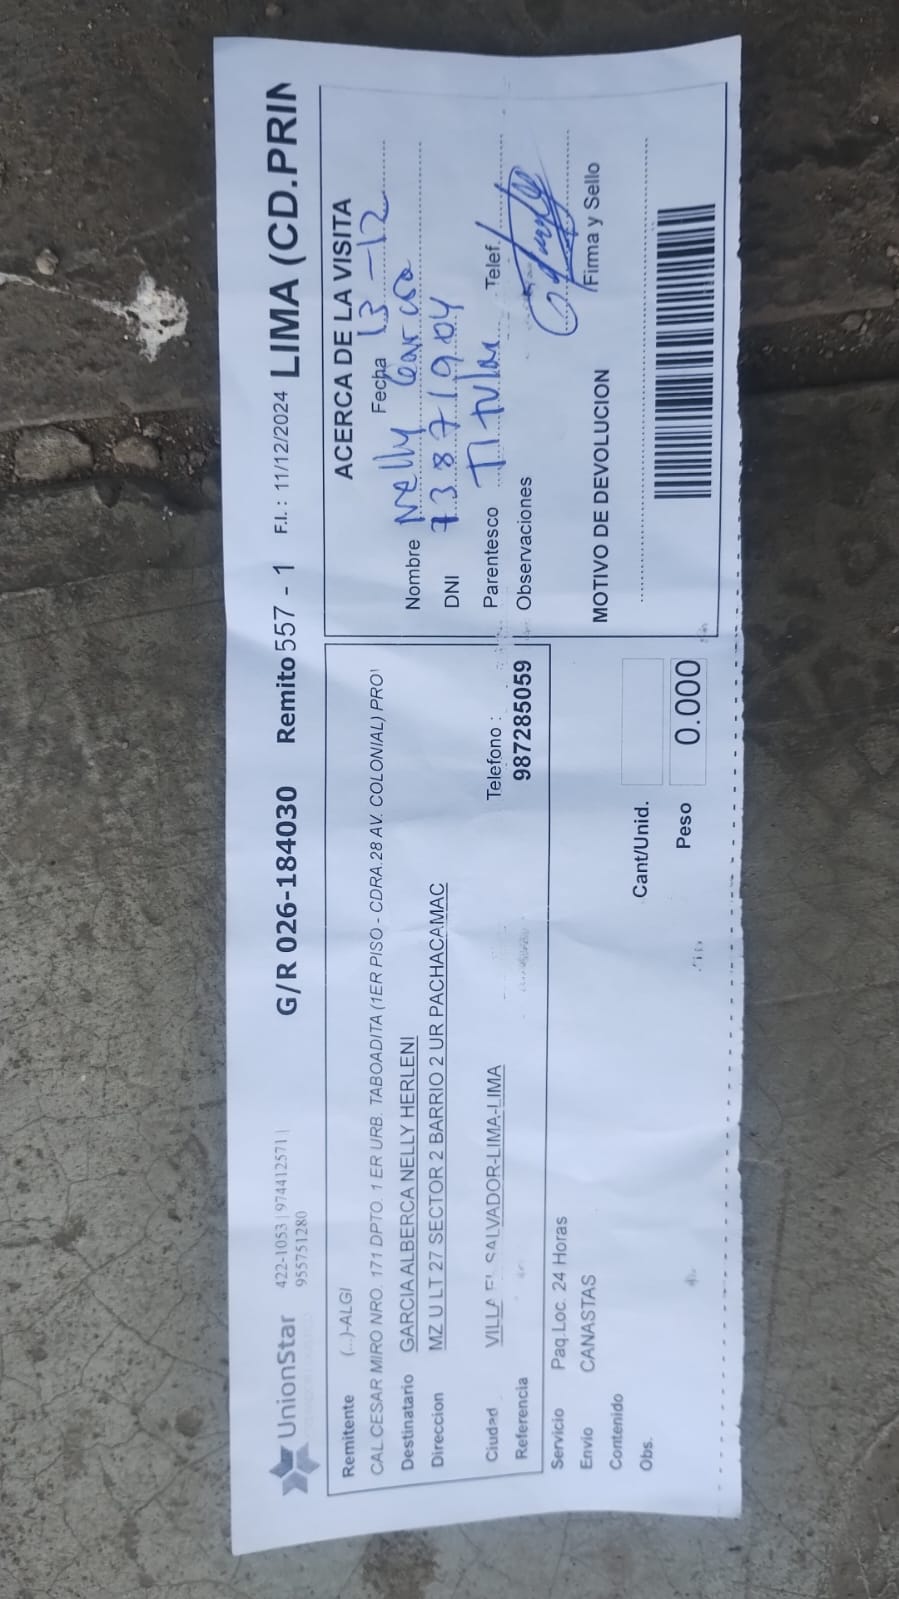 UnionStar
422-1053 |974412571|
955751280
G/R 026-184030 Remito 557 - 1 F.I. : 11/12/2024 LIMA (CD.PRIN
Remitente (...)-ALGI
CAL CESAR MIRO NRO. 171 DPTO. 1 ER URB. TABOADITA (1ER PISO - CDRA.28 AV. COLONIAL) PRO
Destinatario GARCIA ALBERCA NELLY HERLENI
Direccion MZ U LT 27 SECTOR 2 BARRIO 2 UR PACHACAMAC
Ciudad VILLA EL SALVADOR-LIMA-LIMA Telefono :
Referencia 987285059
Servicio Paq.Loc. 24 Horas
Envio CANASTAS
Contenido
Obs.
Cant/Unid.
Peso 0.000
ACERCA DE LA VISITA
Fecha 13-12
Nombre Nelly Garcia
DNI 73871904
Parentesco Titular Telef.
Observaciones
Firma y Sello
MOTIVO DE DEVOLUCION